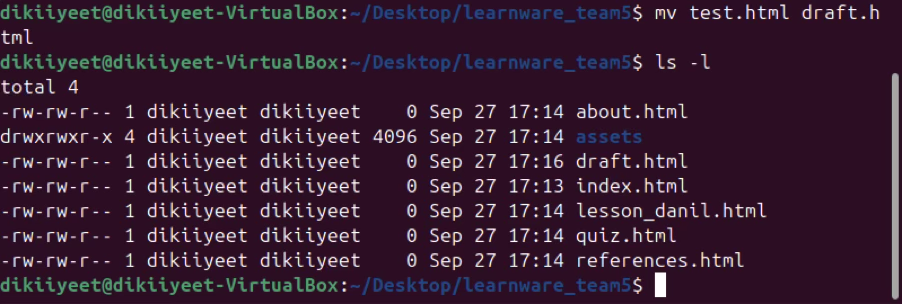 dikiiyeet@dikiiyeet-VirtualBox:~/Desktop/learnware_team5$ mv test.html draft.h
tml
dikiiyeet@dikiiyeet-VirtualBox:~/Desktop/learnware_team5$ ls -l
total 4
-rw-rw-r-- 1 dikiiyeet dikiiyeet    0 Sep 27 17:14 about.html
drwxrwxr-x 4 dikiiyeet dikiiyeet 4096 Sep 27 17:14 assets
-rw-rw-r-- 1 dikiiyeet dikiiyeet    0 Sep 27 17:16 draft.html
-rw-rw-r-- 1 dikiiyeet dikiiyeet    0 Sep 27 17:13 index.html
-rw-rw-r-- 1 dikiiyeet dikiiyeet    0 Sep 27 17:14 lesson_danil.html
-rw-rw-r-- 1 dikiiyeet dikiiyeet    0 Sep 27 17:14 quiz.html
-rw-rw-r-- 1 dikiiyeet dikiiyeet    0 Sep 27 17:14 references.html
dikiiyeet@dikiiyeet-VirtualBox:~/Desktop/learnware_team5$